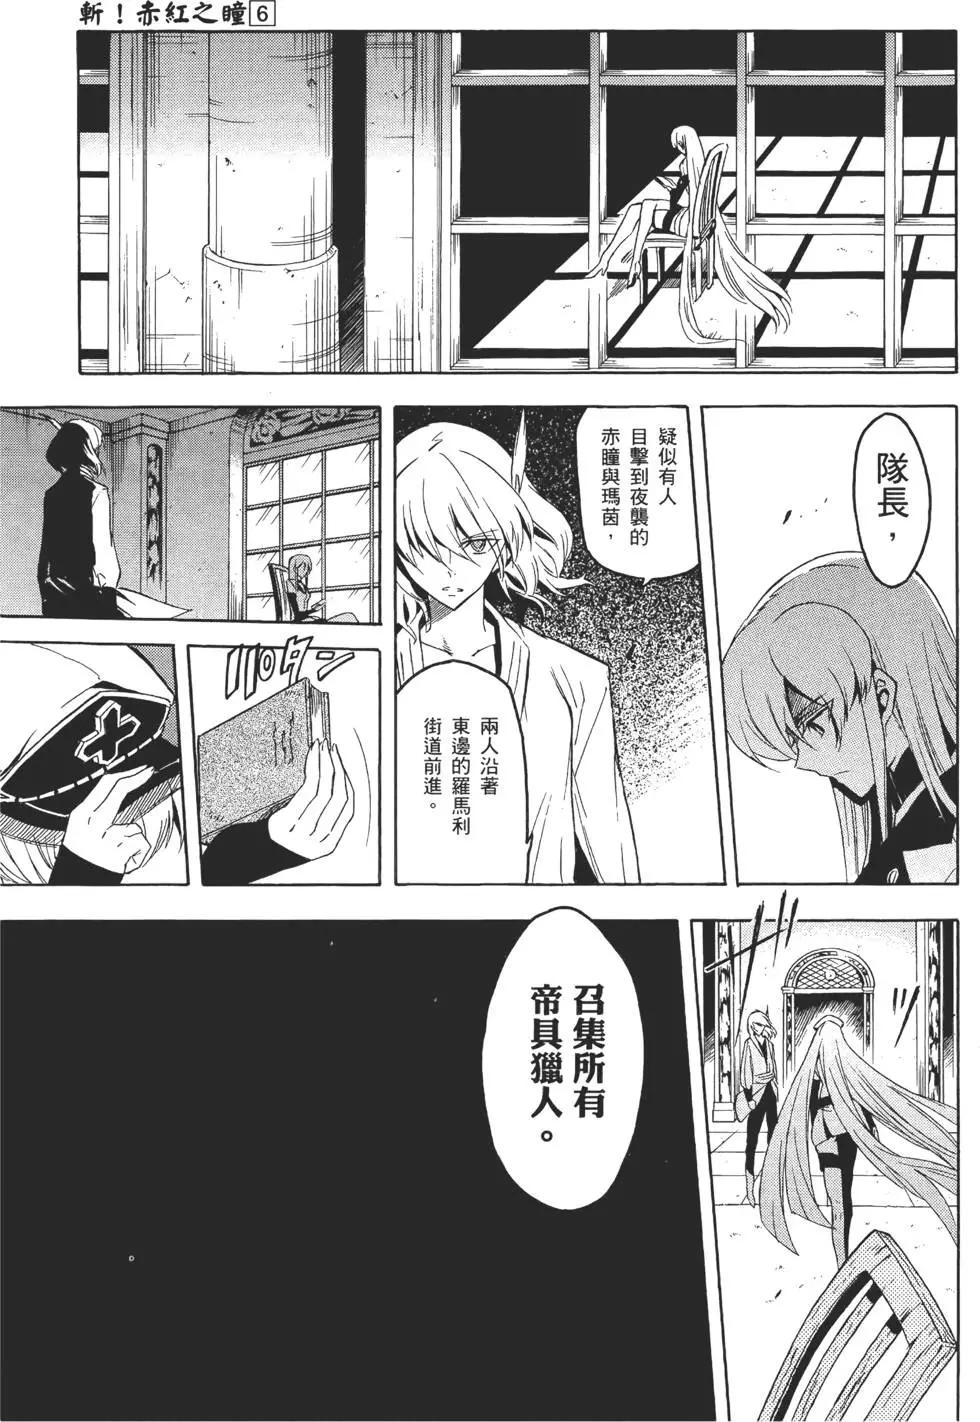 斬！赤紅之瞳6
隊長，
疑似有人
目擊到夜襲的
赤瞳與瑪茵，
兩人沿著
東邊的羅馬利
街道前進。
パタン
ガッ
召集所有
帝具獵人。